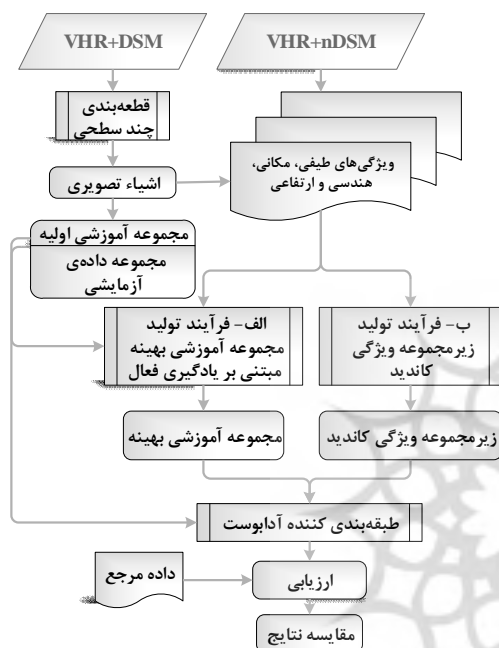 VHR+DSM
VHR+nDSM
قطعه‌بندی
چند سطحی
ویژگی‌های طیفی، مکانی،
هندسی و ارتفاعی
اشیاء تصویری
مجموعه آموزشی اولیه
مجموعه داده‌ی
آزمایشی
الف- فرآیند تولید
مجموعه آموزشی بهینه
مبتنی بر یادگیری فعال
ب- فرآیند تولید
زیرمجموعه ویژگی
کاندید
مجموعه آموزشی بهینه
زیرمجموعه ویژگی کاندید
طبقه‌بندی کننده آدابوست
داده مرجع
ارزیابی
مقایسه نتایج